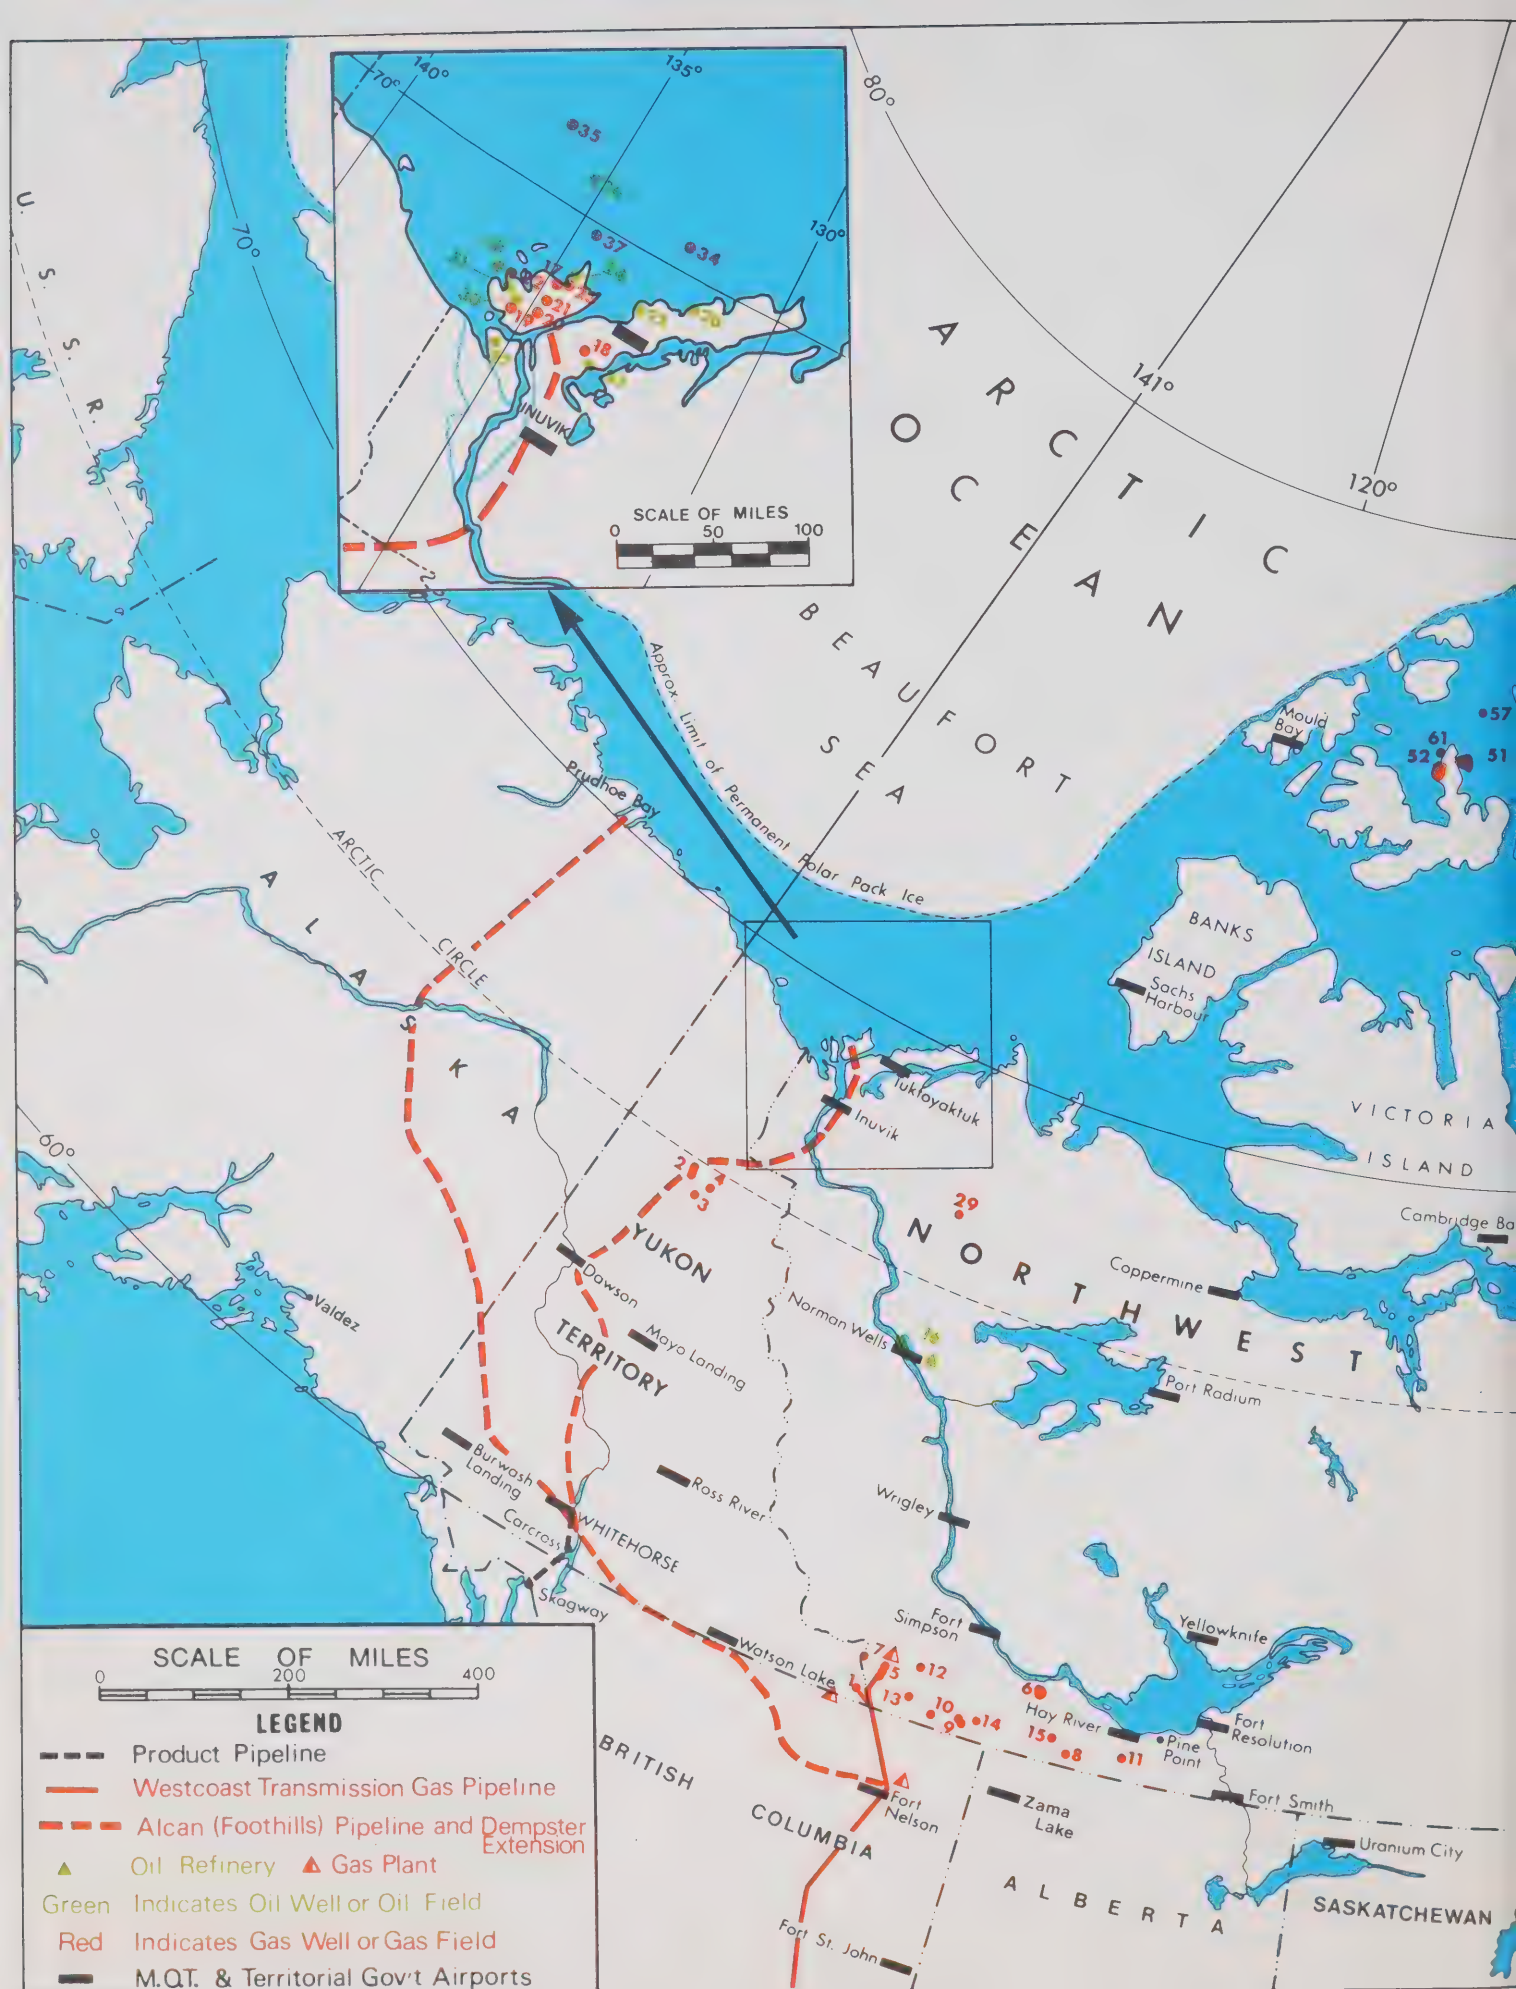 140°
135°
70°
80°
35
U. S. S. R.
70°
130°
37
34
17
21
20
18
INUVIK
SCALE OF MILES
0 50 100
ARCTIC
OCEAN
141°
120°
BEAUFORT
SEA
Approx. Limit of Permanent Polar Pack Ice
Mould
Bay
57
61
52
51
Prudhoe Bay
ARCTIC CIRCLE
ALASKA
BANKS
ISLAND
Sachs
Harbour
Tuktoyaktuk
Inuvik
VICTORIA
ISLAND
60°
2
4
3
29
YUKON
TERRITORY
NORTHWEST
Cambridge Ba
Coppermine
Dawson
Valdez
Mayo Landing
Norman Wells
16
Port Radium
Burwash
Landing
Ross River
Wrigley
Carcross
WHITEHORSE
Skagway
Fort
Simpson
Yellowknife
Watson Lake
7
5
12
1
13
10
9
14
6
Hay River
15
8
11
Pine
Point
Fort
Resolution
Fort Smith
BRITISH
COLUMBIA
Fort
Nelson
Zama
Lake
Uranium City
ALBERTA
SASKATCHEWAN
Fort St. John
SCALE OF MILES
0 200 400
LEGEND
Product Pipeline
Westcoast Transmission Gas Pipeline
Alcan (Foothills) Pipeline and Dempster
Extension
Oil Refinery Gas Plant
Green Indicates Oil Well or Oil Field
Red Indicates Gas Well or Gas Field
M.O.T. & Territorial Gov't Airports